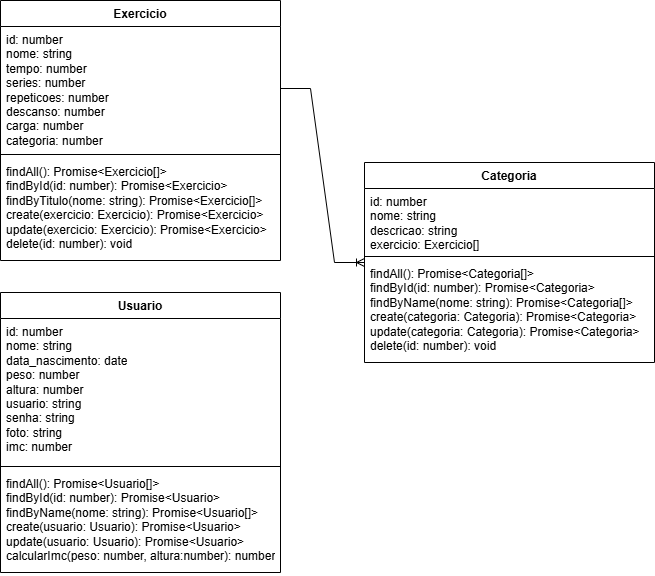 Exercicio
id: number
nome: string
tempo: number
series: number
repeticoes: number
descanso: number
carga: number
categoria: number
findAll(): Promise<Exercicio[]>
findById(id: number): Promise<Exercicio>
findByTitulo(nome: string): Promise<Exercicio[]>
create(exercicio: Exercicio): Promise<Exercicio>
update(exercicio: Exercicio): Promise<Exercicio>
delete(id: number): void
Categoria
id: number
nome: string
descricao: string
exercicio: Exercicio[]
findAll(): Promise<Categoria[]>
findById(id: number): Promise<Categoria>
findByName(nome: string): Promise<Categoria[]>
create(categoria: Categoria): Promise<Categoria>
update(categoria: Categoria): Promise<Categoria>
delete(id: number): void
Usuario
id: number
nome: string
data_nascimento: date
peso: number
altura: number
usuario: string
senha: string
foto: string
imc: number
findAll(): Promise<Usuario[]>
findById(id: number): Promise<Usuario>
findByName(nome: string): Promise<Usuario[]>
create(usuario: Usuario): Promise<Usuario>
update(usuario: Usuario): Promise<Usuario>
calcularImc(peso: number, altura:number): number